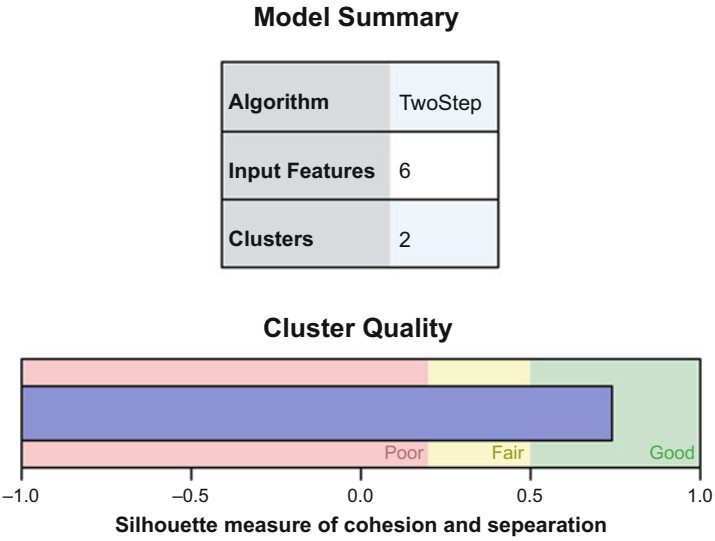 Model Summary
Algorithm TwoStep
Input Features 6
Clusters 2
Cluster Quality
Poor Fair Good
–1.0 –0.5 0.0 0.5 1.0
Silhouette measure of cohesion and sepearation